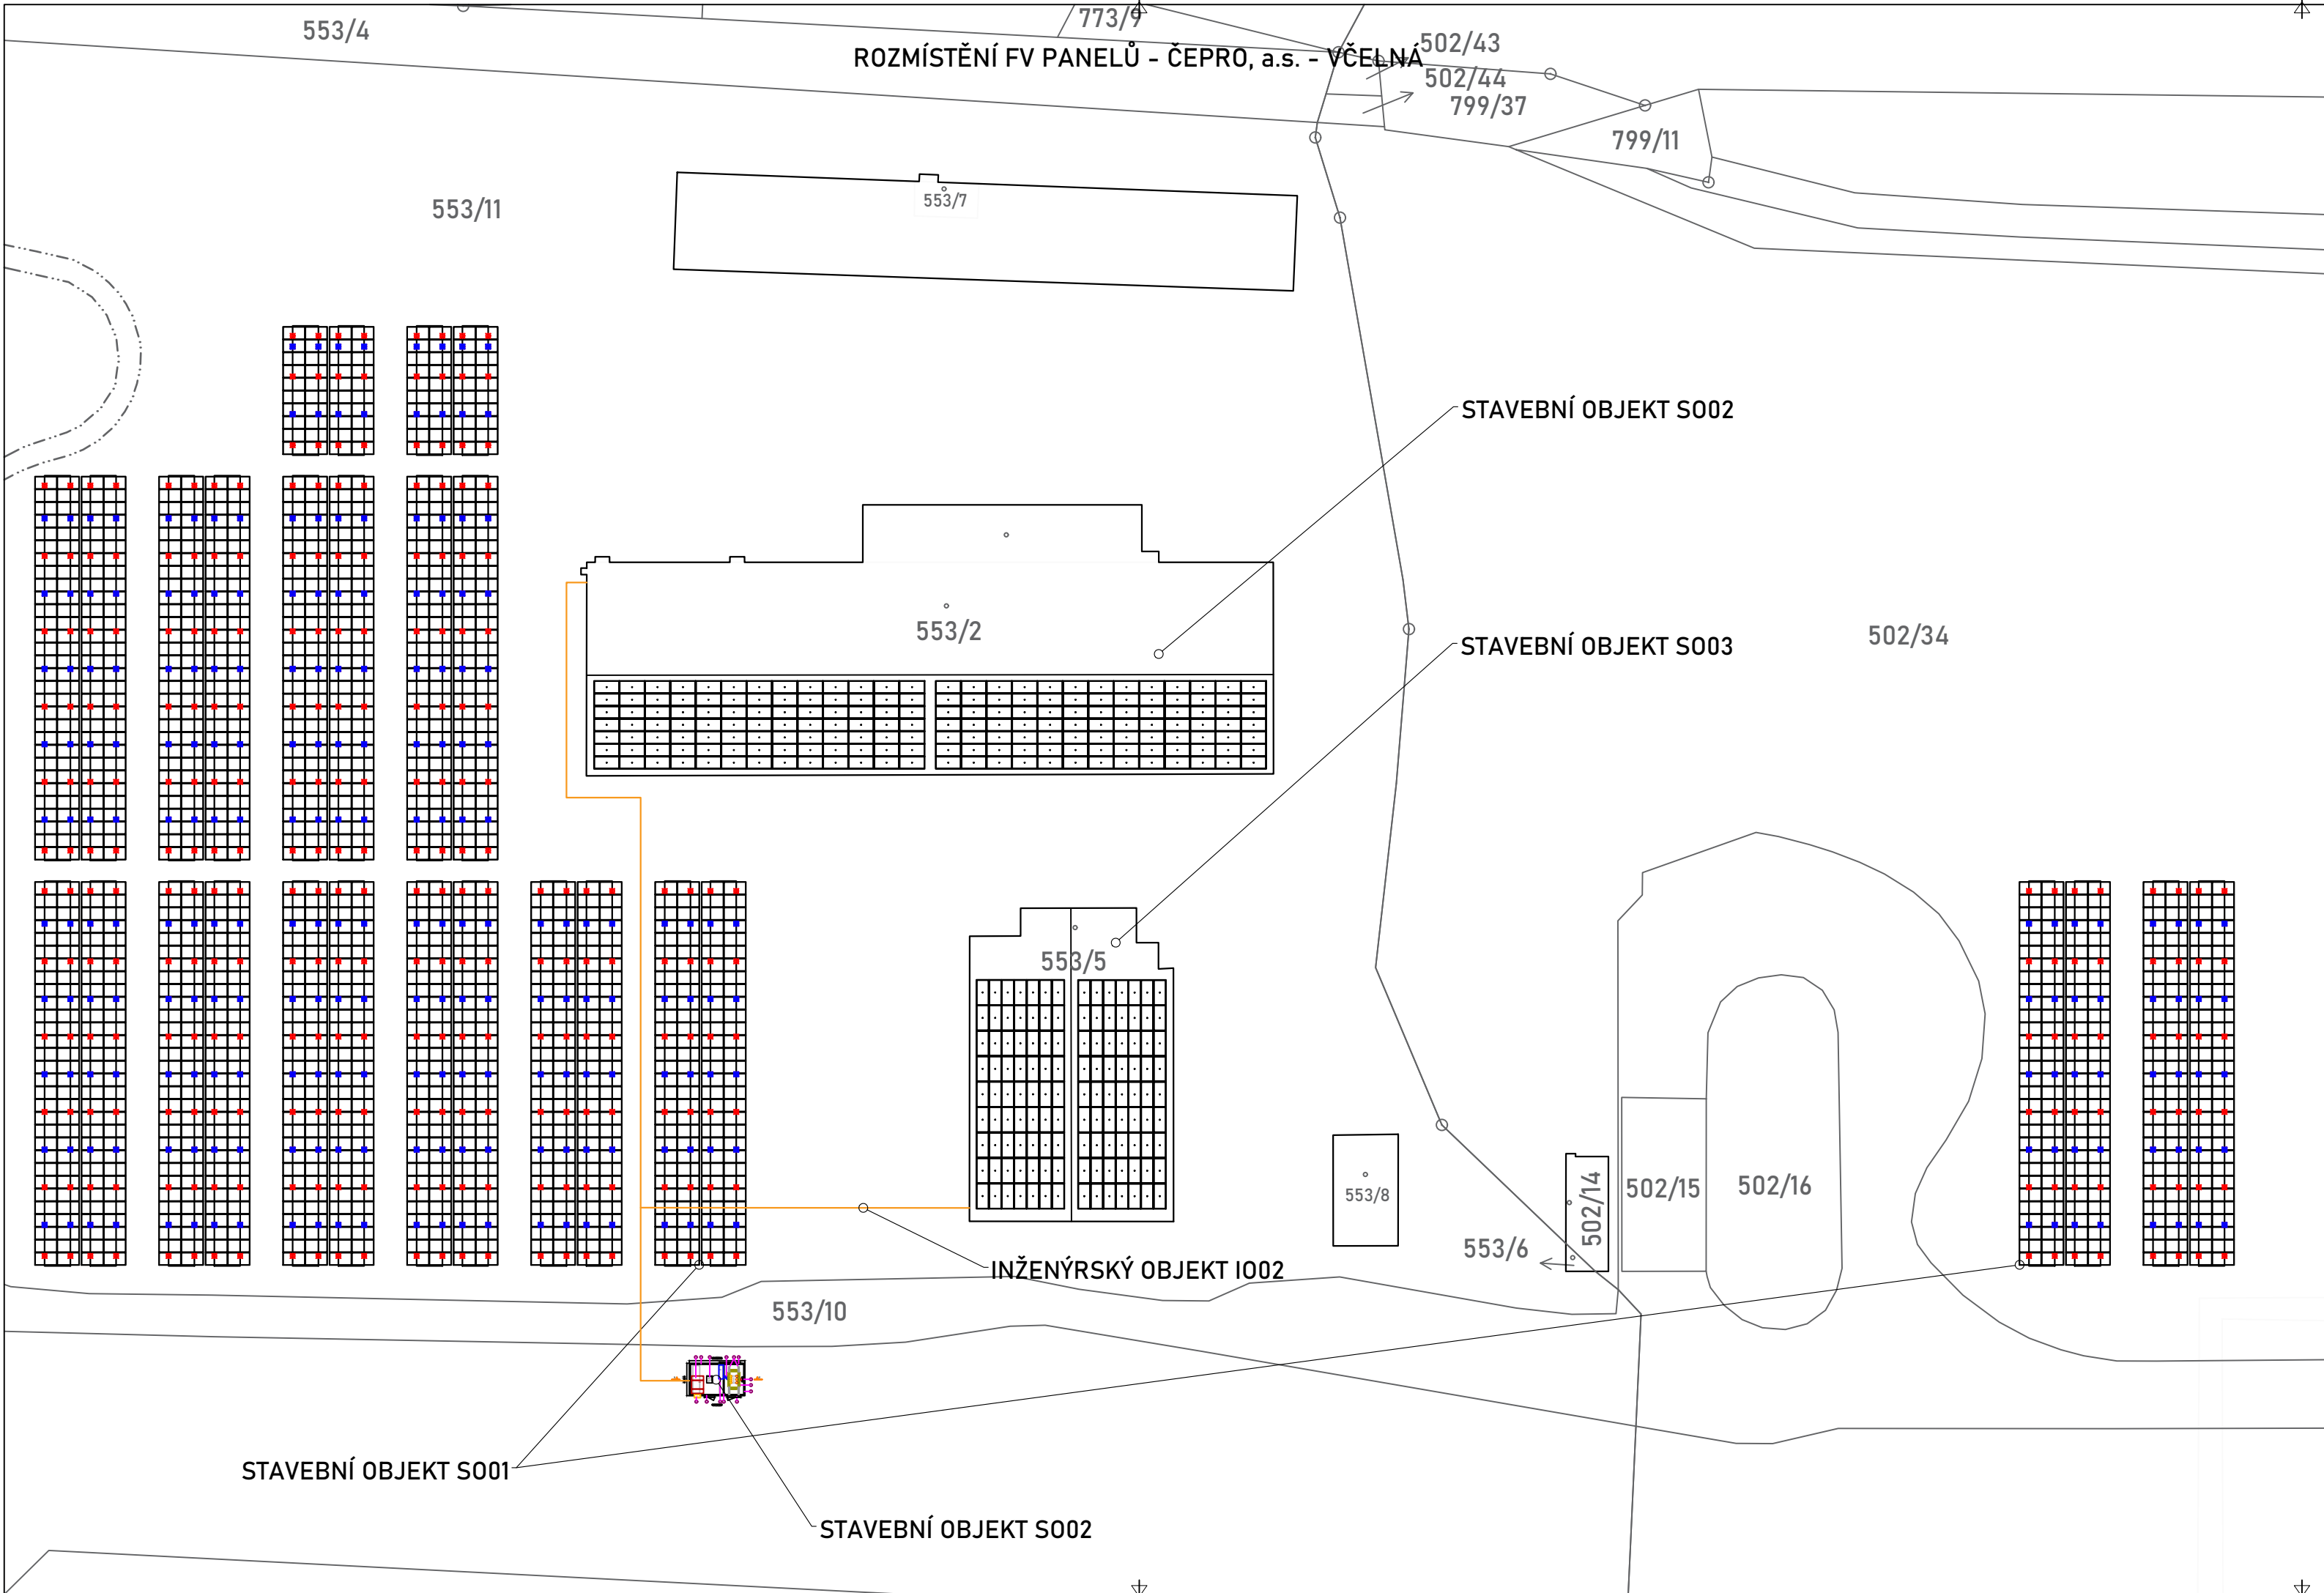 553/4
773/9
502/43
ROZMÍSTĚNÍ FV PANELŮ - ČEPRO, a.s. - VČELNÁ
502/44
799/37
799/11
553/7
553/11
STAVEBNÍ OBJEKT SO02
553/2
502/34
STAVEBNÍ OBJEKT SO03
553/5
502/14
502/15
502/16
553/8
553/6
INŽENÝRSKÝ OBJEKT IO02
553/10
STAVEBNÍ OBJEKT SO01
STAVEBNÍ OBJEKT SO02